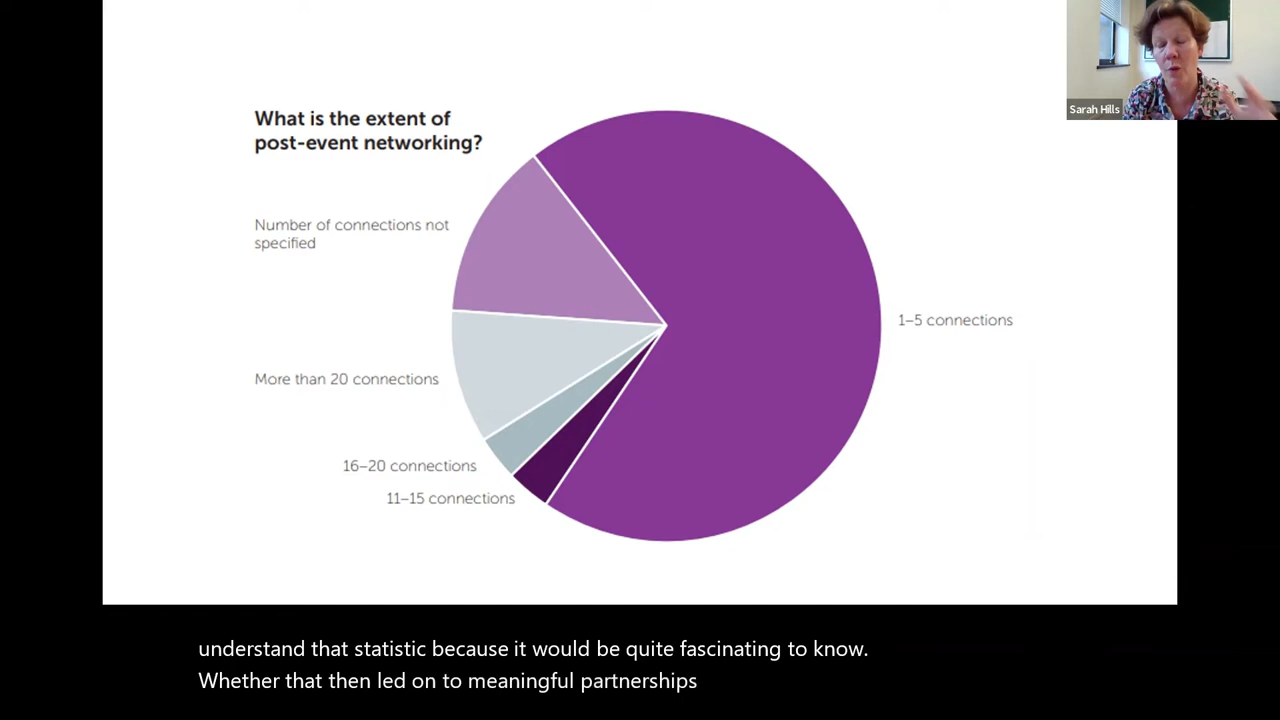 Sarah Hills
What is the extent of
post-event networking?
Number of connections not
specified
1–5 connections
More than 20 connections
16–20 connections
11–15 connections
understand that statistic because it would be quite fascinating to know.
Whether that then led on to meaningful partnerships